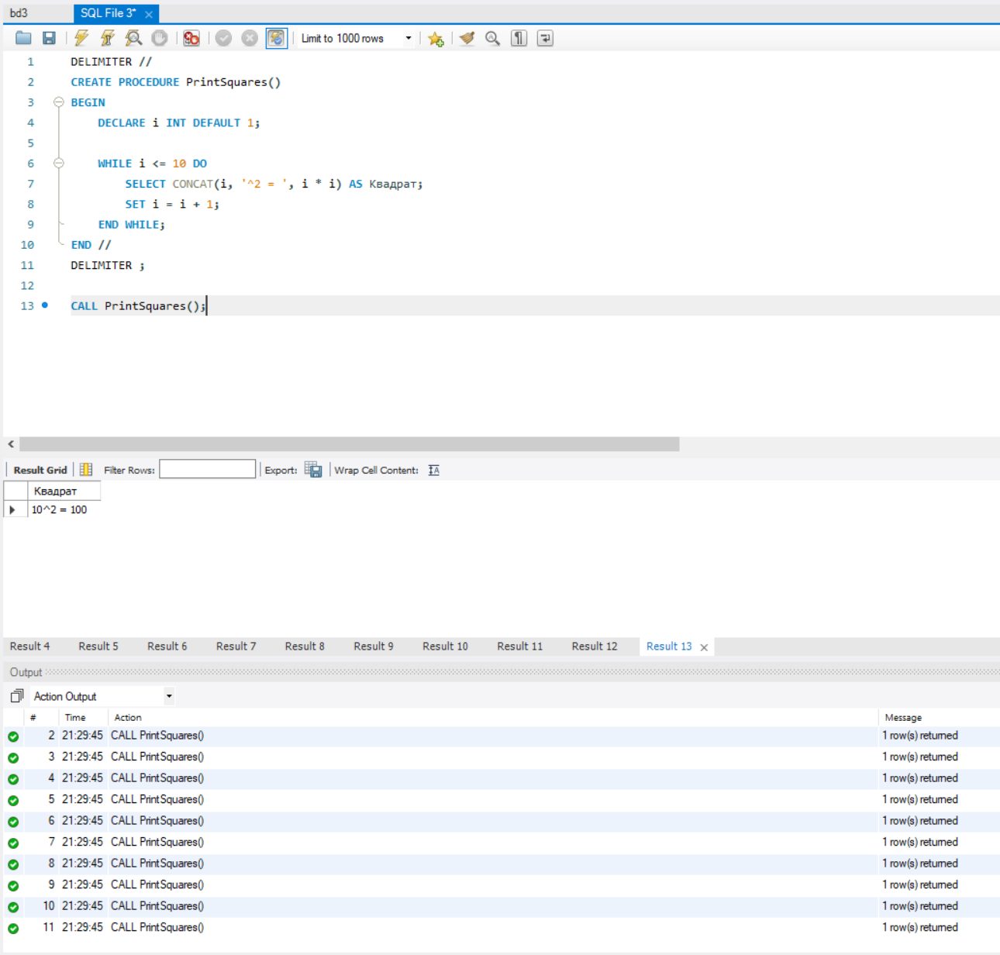 bd3 SQL File 3*
Limit to 1000 rows
1 DELIMITER //
2 CREATE PROCEDURE PrintSquares()
3 BEGIN
4 DECLARE i INT DEFAULT 1;
5
6 WHILE i <= 10 DO
7 SELECT CONCAT(i, '^2 = ', i * i) AS Квадрат;
8 SET i = i + 1;
9 END WHILE;
10 END //
11 DELIMITER ;
12
13 CALL PrintSquares();
Result Grid Filter Rows: Export: Wrap Cell Content:
Квадрат
10^2 = 100
Result 4 Result 5 Result 6 Result 7 Result 8 Result 9 Result 10 Result 11 Result 12 Result 13
Output
Action Output
# Time Action Message
2 21:29:45 CALL PrintSquares() 1 row(s) returned
3 21:29:45 CALL PrintSquares() 1 row(s) returned
4 21:29:45 CALL PrintSquares() 1 row(s) returned
5 21:29:45 CALL PrintSquares() 1 row(s) returned
6 21:29:45 CALL PrintSquares() 1 row(s) returned
7 21:29:45 CALL PrintSquares() 1 row(s) returned
8 21:29:45 CALL PrintSquares() 1 row(s) returned
9 21:29:45 CALL PrintSquares() 1 row(s) returned
10 21:29:45 CALL PrintSquares() 1 row(s) returned
11 21:29:45 CALL PrintSquares() 1 row(s) returned